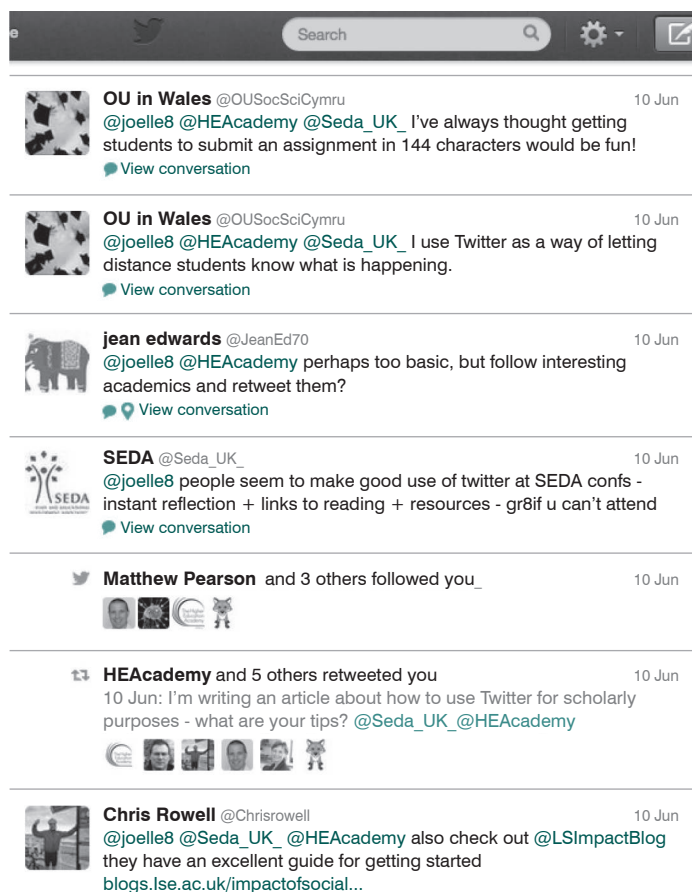 e
Search
OU in Wales @OUSocSciCymru 10 Jun
@joelle8 @HEAcademy @Seda_UK_ I've always thought getting
students to submit an assignment in 144 characters would be fun!
View conversation
OU in Wales @OUSocSciCymru 10 Jun
@joelle8 @HEAcademy @Seda_UK_ I use Twitter as a way of letting
distance students know what is happening.
View conversation
jean edwards @JeanEd70 10 Jun
@joelle8 @HEAcademy perhaps too basic, but follow interesting
academics and retweet them?
View conversation
SEDA @Seda_UK_ 10 Jun
@joelle8 people seem to make good use of twitter at SEDA confs -
instant reflection + links to reading + resources - gr8if u can't attend
SEDA
View conversation
Matthew Pearson and 3 others followed you_ 10 Jun
HEAcademy and 5 others retweeted you 10 Jun
10 Jun: I'm writing an article about how to use Twitter for scholarly
purposes - what are your tips? @Seda_UK_@HEAcademy
Chris Rowell @Chrisrowell 10 Jun
@joelle8 @Seda_UK_ @HEAcademy also check out @LSImpactBlog
they have an excellent guide for getting started
blogs.lse.ac.uk/impactofsocial...